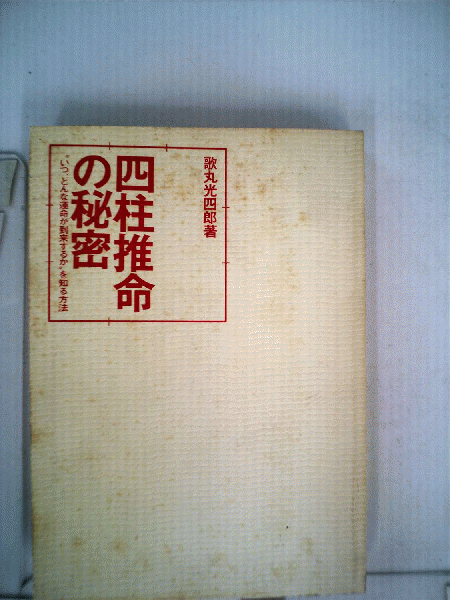 歌丸光四郎著
四柱推命
の秘密
"いつ、どんな運命が到来するか"を知る方法